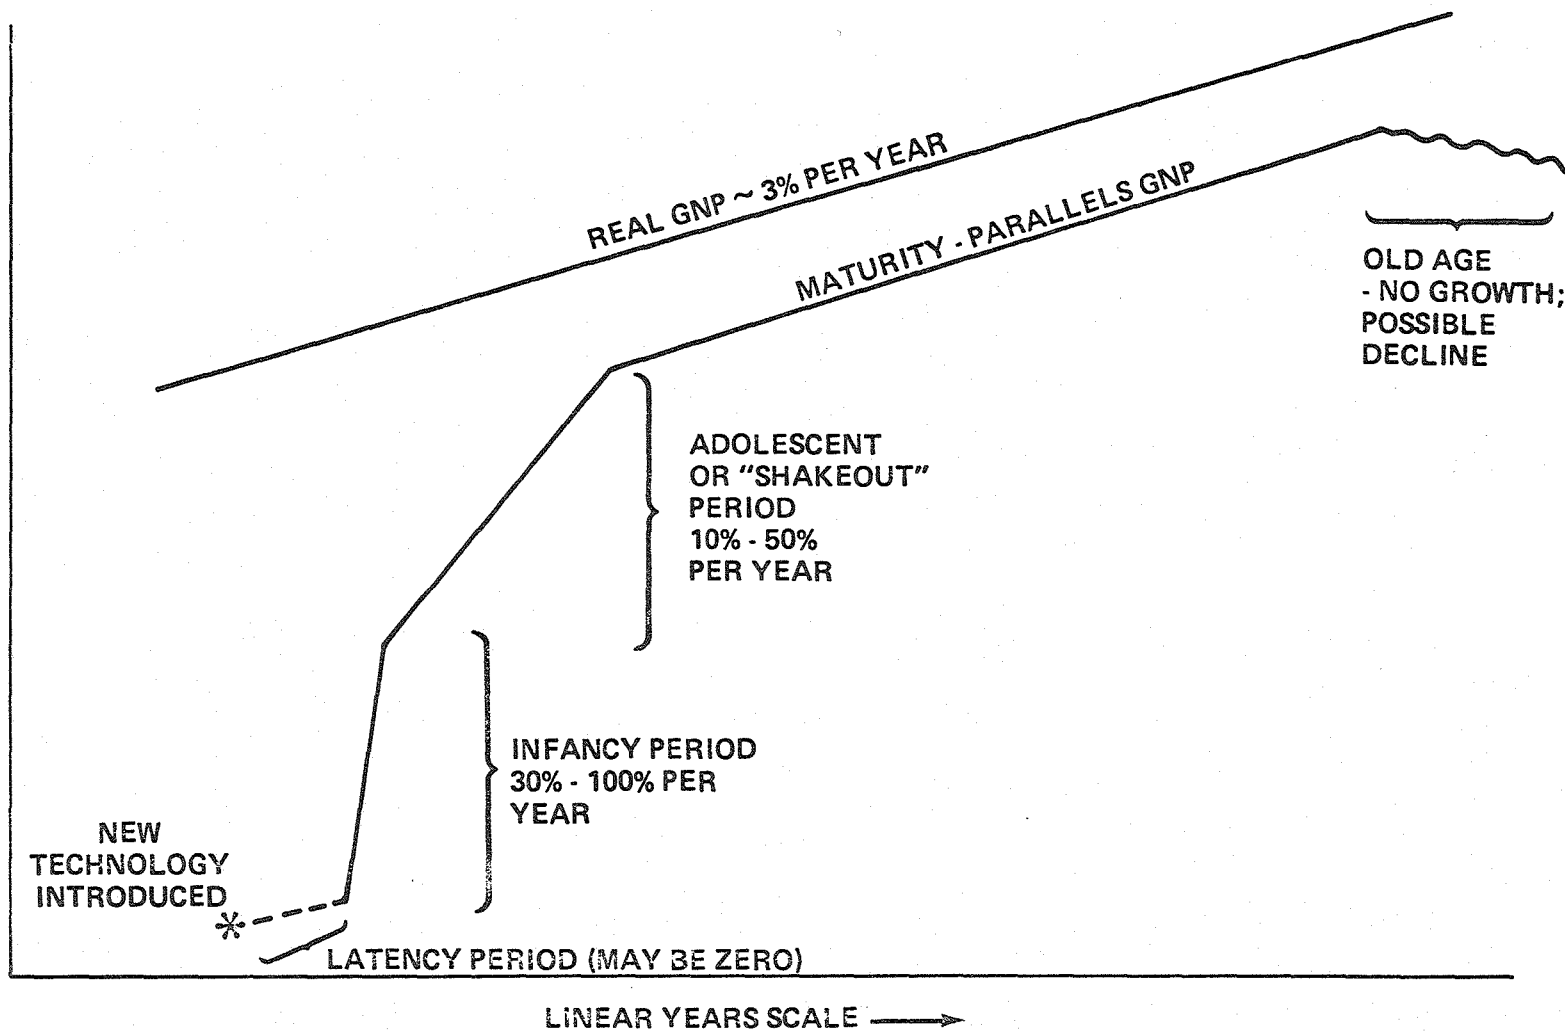 REAL GNP ~ 3% PER YEAR
MATURITY - PARALLELS GNP
OLD AGE
- NO GROWTH;
POSSIBLE
DECLINE
ADOLESCENT
OR "SHAKEOUT"
PERIOD
10% - 50%
PER YEAR
INFANCY PERIOD
30% - 100% PER
YEAR
NEW
TECHNOLOGY
INTRODUCED
*
LATENCY PERIOD (MAY BE ZERO)
LINEAR YEARS SCALE